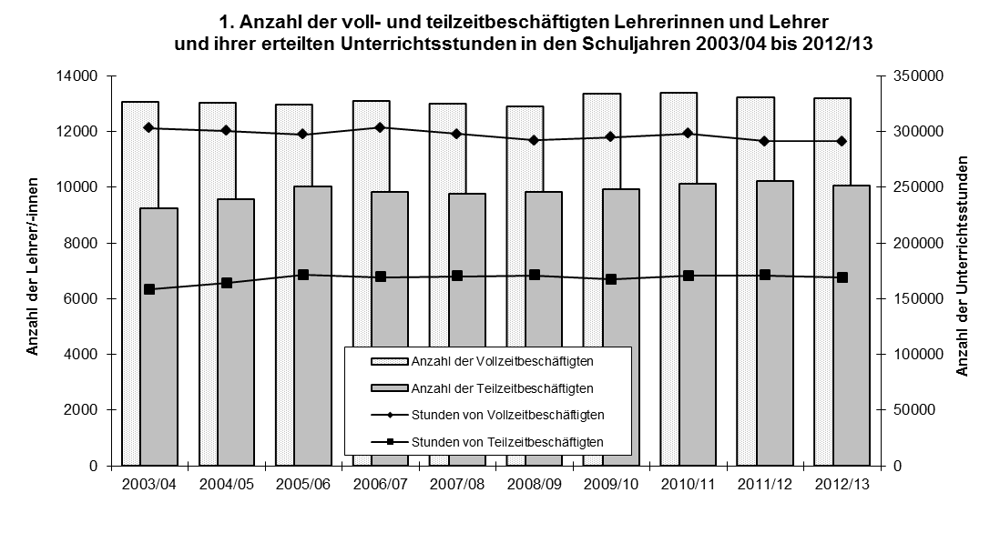 1. Anzahl der voll- und teilzeitbeschäftigten Lehrerinnen und Lehrer
und ihrer erteilten Unterrichtsstunden in den Schuljahren 2003/04 bis 2012/13
14000
12000
10000
8000
6000
4000
2000
0
Anzahl der Lehrer/-innen
350000
300000
250000
200000
150000
100000
50000
0
Anzahl der Unterrichtsstunden
Anzahl der Vollzeitbeschäftigten
Anzahl der Teilzeitbeschäftigten
Stunden von Vollzeitbeschäftigten
Stunden von Teilzeitbeschäftigten
2003/04 2004/05 2005/06 2006/07 2007/08 2008/09 2009/10 2010/11 2011/12 2012/13